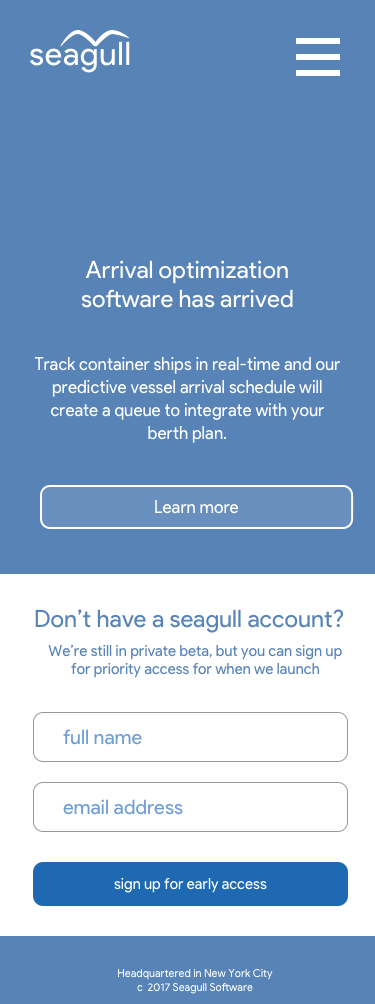 seagull
Arrival optimization
software has arrived
Track container ships in real-time and our
predictive vessel arrival schedule will
create a queue to integrate with your
berth plan.
Learn more
Don’t have a seagull account?
We’re still in private beta, but you can sign up
for priority access for when we launch
full name
email address
sign up for early access
Headquartered in New York City
c 2017 Seagull Software